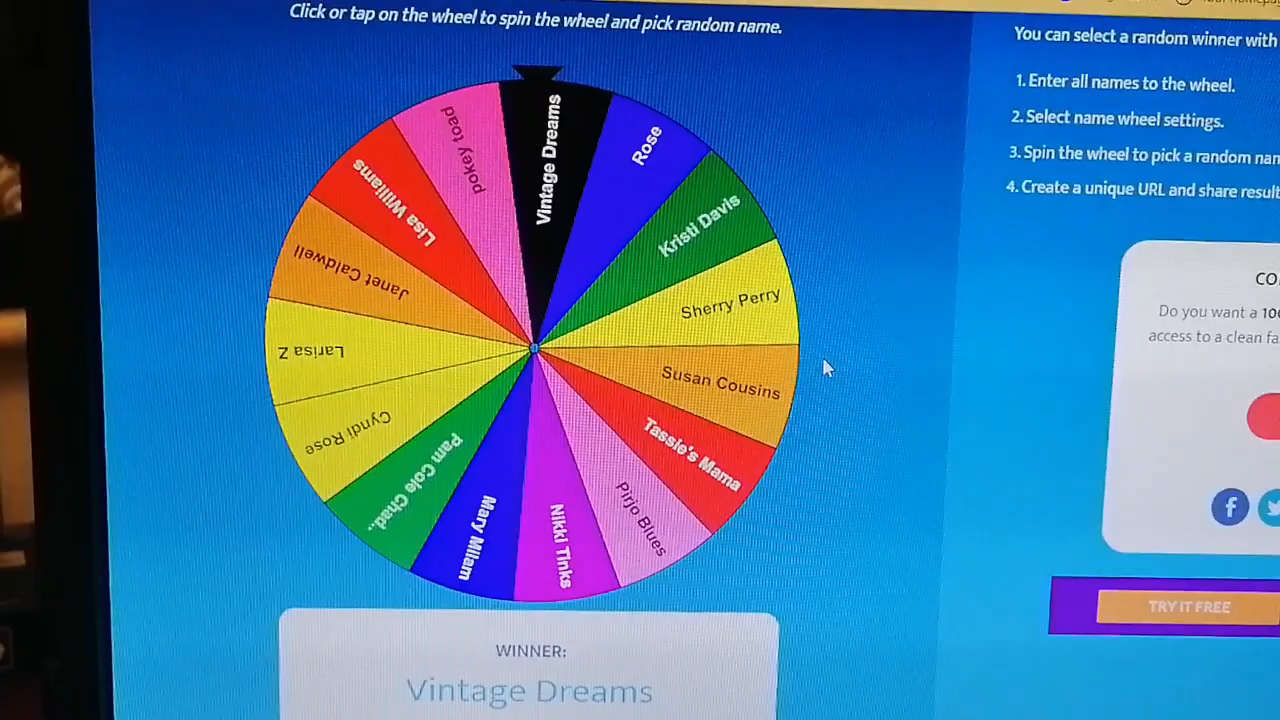 Click or tap on the wheel to spin the wheel and pick random name.
You can select a random winner with
1. Enter all names to the wheel.
2. Select name wheel settings.
3. Spin the wheel to pick a random nan
4. Create a unique URL and share result
Vintage Dreams
Rose
Kristi Davis
Sherry Perry
Susan Cousins
Tassie's Mama
Pirjo Blues
Nikki Tinks
Mary Milam
Pam Cole Chad..
Cyndi Rose
Larisa Z
Janet Caldwell
Lisa Williams
pokey toad
CO
Do you want a 10
access to a clean fa
f
TRY IT FREE
WINNER:
Vintage Dreams